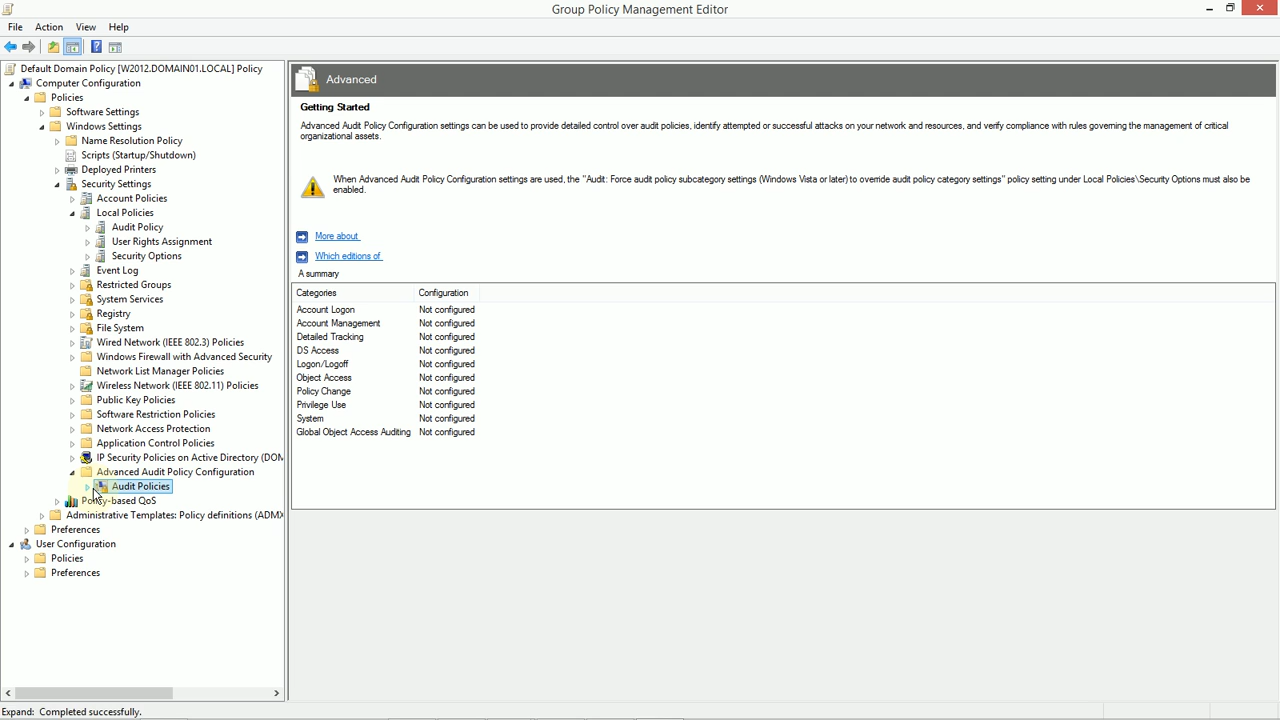 Group Policy Management Editor
File Action View Help
Default Domain Policy [W2012.DOMAIN01.LOCAL] Policy
Computer Configuration
Policies
Software Settings
Windows Settings
Name Resolution Policy
Scripts (Startup/Shutdown)
Deployed Printers
Security Settings
Account Policies
Local Policies
Audit Policy
User Rights Assignment
Security Options
Event Log
Restricted Groups
System Services
Registry
File System
Wired Network (IEEE 802.3) Policies
Windows Firewall with Advanced Security
Network List Manager Policies
Wireless Network (IEEE 802.11) Policies
Public Key Policies
Software Restriction Policies
Network Access Protection
Application Control Policies
IP Security Policies on Active Directory (DOM
Advanced Audit Policy Configuration
Audit Policies
Policy-based QoS
Administrative Templates: Policy definitions (ADMX
Preferences
User Configuration
Policies
Preferences
Advanced
Getting Started
Advanced Audit Policy Configuration settings can be used to provide detailed control over audit policies, identify attempted or successful attacks on your network and resources, and verify compliance with rules governing the management of critical
organizational assets.
When Advanced Audit Policy Configuration settings are used, the "Audit: Force audit policy subcategory settings (Windows Vista or later) to override audit policy category settings" policy setting under Local Policies\Security Options must also be
enabled.
More about
Which editions of
A summary
Categories Configuration
Account Logon Not configured
Account Management Not configured
Detailed Tracking Not configured
DS Access Not configured
Logon/Logoff Not configured
Object Access Not configured
Policy Change Not configured
Privilege Use Not configured
System Not configured
Global Object Access Auditing Not configured
Expand: Completed successfully.